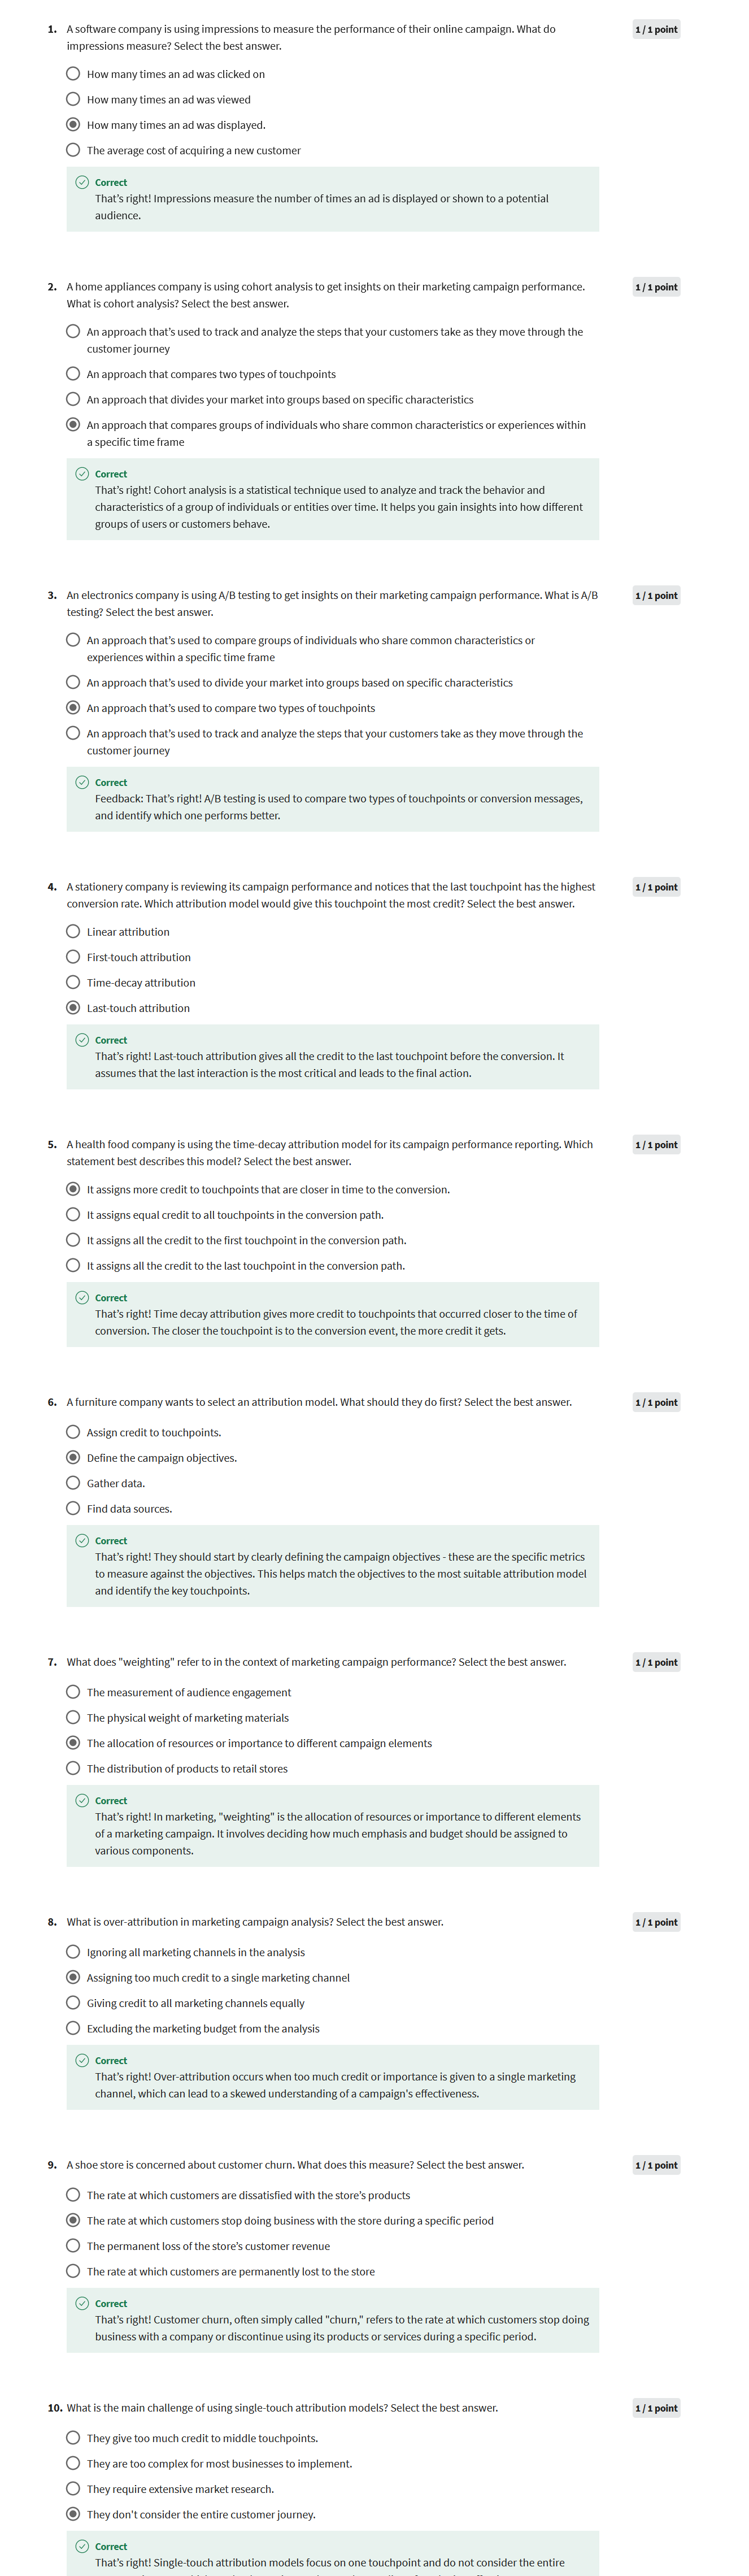 1. A software company is using impressions to measure the performance of their online campaign. What do
impressions measure? Select the best answer.
1 / 1 point
How many times an ad was clicked on
How many times an ad was viewed
How many times an ad was displayed.
The average cost of acquiring a new customer
Correct
That's right! Impressions measure the number of times an ad is displayed or shown to a potential
audience.
2. A home appliances company is using cohort analysis to get insights on their marketing campaign performance.
What is cohort analysis? Select the best answer.
1 / 1 point
An approach that's used to track and analyze the steps that your customers take as they move through the
customer journey
An approach that compares two types of touchpoints
An approach that divides your market into groups based on specific characteristics
An approach that compares groups of individuals who share common characteristics or experiences within
a specific time frame
Correct
That's right! Cohort analysis is a statistical technique used to analyze and track the behavior and
characteristics of a group of individuals or entities over time. It helps you gain insights into how different
groups of users or customers behave.
3. An electronics company is using A/B testing to get insights on their marketing campaign performance. What is A/B
testing? Select the best answer.
1 / 1 point
An approach that's used to compare groups of individuals who share common characteristics or
experiences within a specific time frame
An approach that's used to divide your market into groups based on specific characteristics
An approach that's used to compare two types of touchpoints
An approach that's used to track and analyze the steps that your customers take as they move through the
customer journey
Correct
Feedback: That's right! A/B testing is used to compare two types of touchpoints or conversion messages,
and identify which one performs better.
4. A stationery company is reviewing its campaign performance and notices that the last touchpoint has the highest
conversion rate. Which attribution model would give this touchpoint the most credit? Select the best answer.
1 / 1 point
Linear attribution
First-touch attribution
Time-decay attribution
Last-touch attribution
Correct
That's right! Last-touch attribution gives all the credit to the last touchpoint before the conversion. It
assumes that the last interaction is the most critical and leads to the final action.
5. A health food company is using the time-decay attribution model for its campaign performance reporting. Which
statement best describes this model? Select the best answer.
1 / 1 point
It assigns more credit to touchpoints that are closer in time to the conversion.
It assigns equal credit to all touchpoints in the conversion path.
It assigns all the credit to the first touchpoint in the conversion path.
It assigns all the credit to the last touchpoint in the conversion path.
Correct
That's right! Time decay attribution gives more credit to touchpoints that occurred closer to the time of
conversion. The closer the touchpoint is to the conversion event, the more credit it gets.
6. A furniture company wants to select an attribution model. What should they do first? Select the best answer.
1 / 1 point
Assign credit to touchpoints.
Define the campaign objectives.
Gather data.
Find data sources.
Correct
That's right! They should start by clearly defining the campaign objectives - these are the specific metrics
to measure against the objectives. This helps match the objectives to the most suitable attribution model
and identify the key touchpoints.
7. What does "weighting" refer to in the context of marketing campaign performance? Select the best answer.
1 / 1 point
The measurement of audience engagement
The physical weight of marketing materials
The allocation of resources or importance to different campaign elements
The distribution of products to retail stores
Correct
That's right! In marketing, "weighting" is the allocation of resources or importance to different elements
of a marketing campaign. It involves deciding how much emphasis and budget should be assigned to
various components.
8. What is over-attribution in marketing campaign analysis? Select the best answer.
1 / 1 point
Ignoring all marketing channels in the analysis
Assigning too much credit to a single marketing channel
Giving credit to all marketing channels equally
Excluding the marketing budget from the analysis
Correct
That's right! Over-attribution occurs when too much credit or importance is given to a single marketing
channel, which can lead to a skewed understanding of a campaign's effectiveness.
9. A shoe store is concerned about customer churn. What does this measure? Select the best answer.
1 / 1 point
The rate at which customers are dissatisfied with the store's products
The rate at which customers stop doing business with the store during a specific period
The permanent loss of the store's customer revenue
The rate at which customers are permanently lost to the store
Correct
That's right! Customer churn, often simply called "churn," refers to the rate at which customers stop doing
business with a company or discontinue using its products or services during a specific period.
10. What is the main challenge of using single-touch attribution models? Select the best answer.
1 / 1 point
They give too much credit to middle touchpoints.
They are too complex for most businesses to implement.
They require extensive market research.
They don't consider the entire customer journey.
Correct
That's right! Single-touch attribution models focus on one touchpoint and do not consider the entire